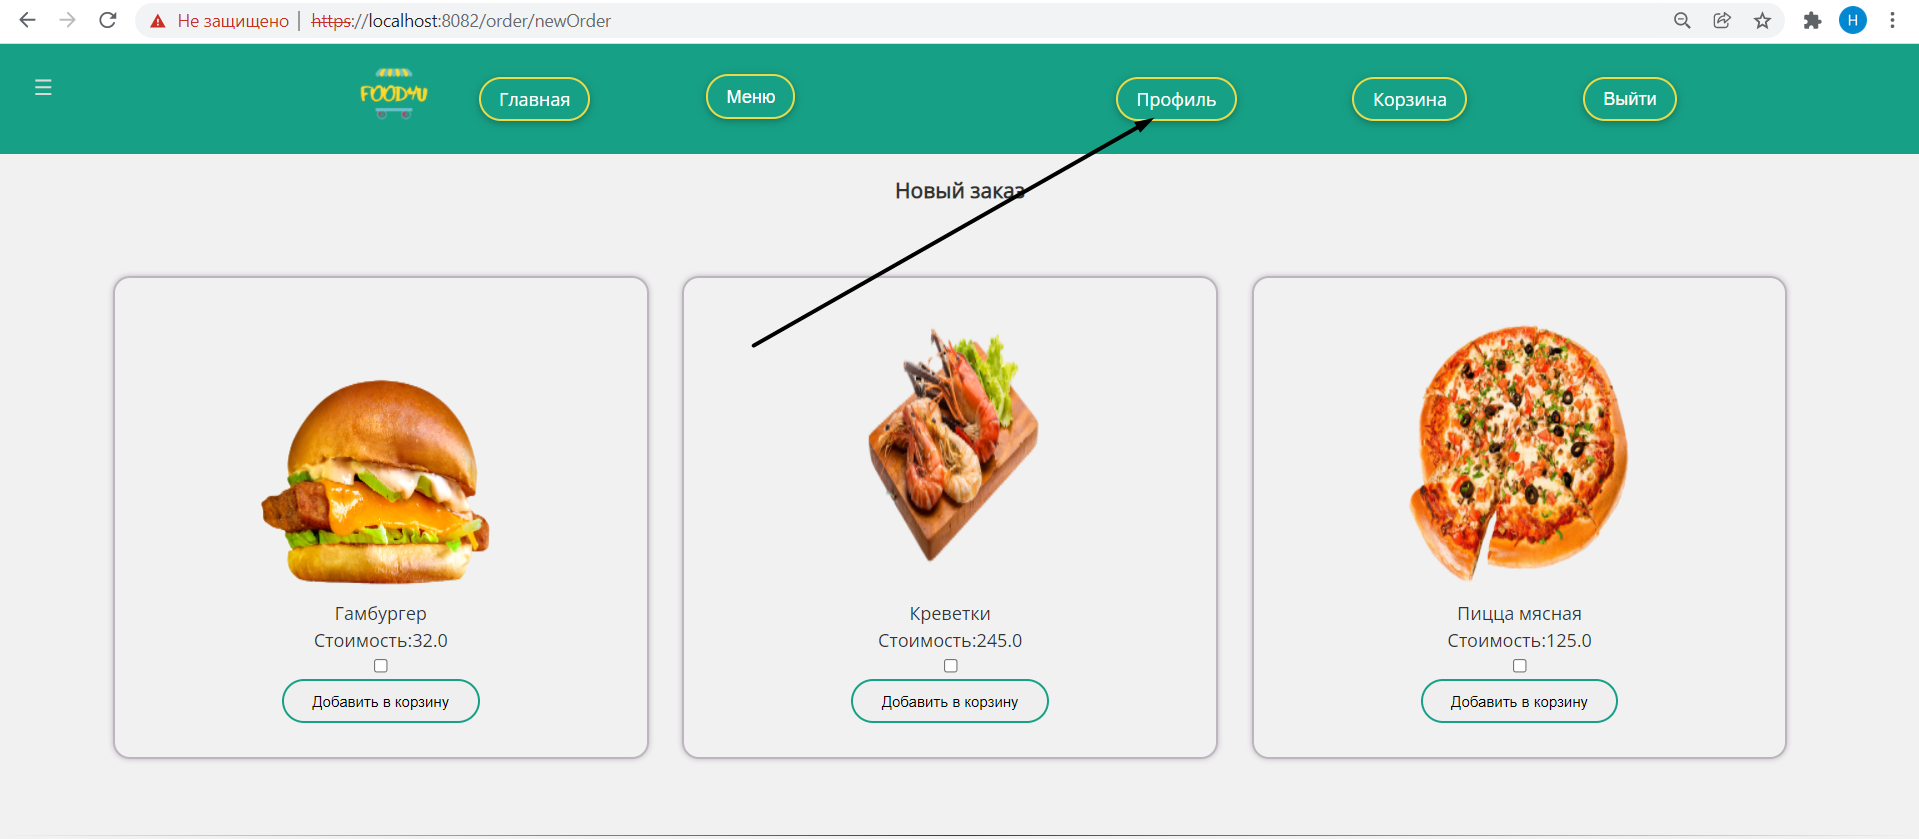 Не защищено | https://localhost:8082/order/newOrder
H
FOOD4U
Главная
Меню
Профиль
Корзина
Выйти
Новый заказ
Гамбургер
Стоимость:32.0
Добавить в корзину
Креветки
Стоимость:245.0
Добавить в корзину
Пицца мясная
Стоимость:125.0
Добавить в корзину